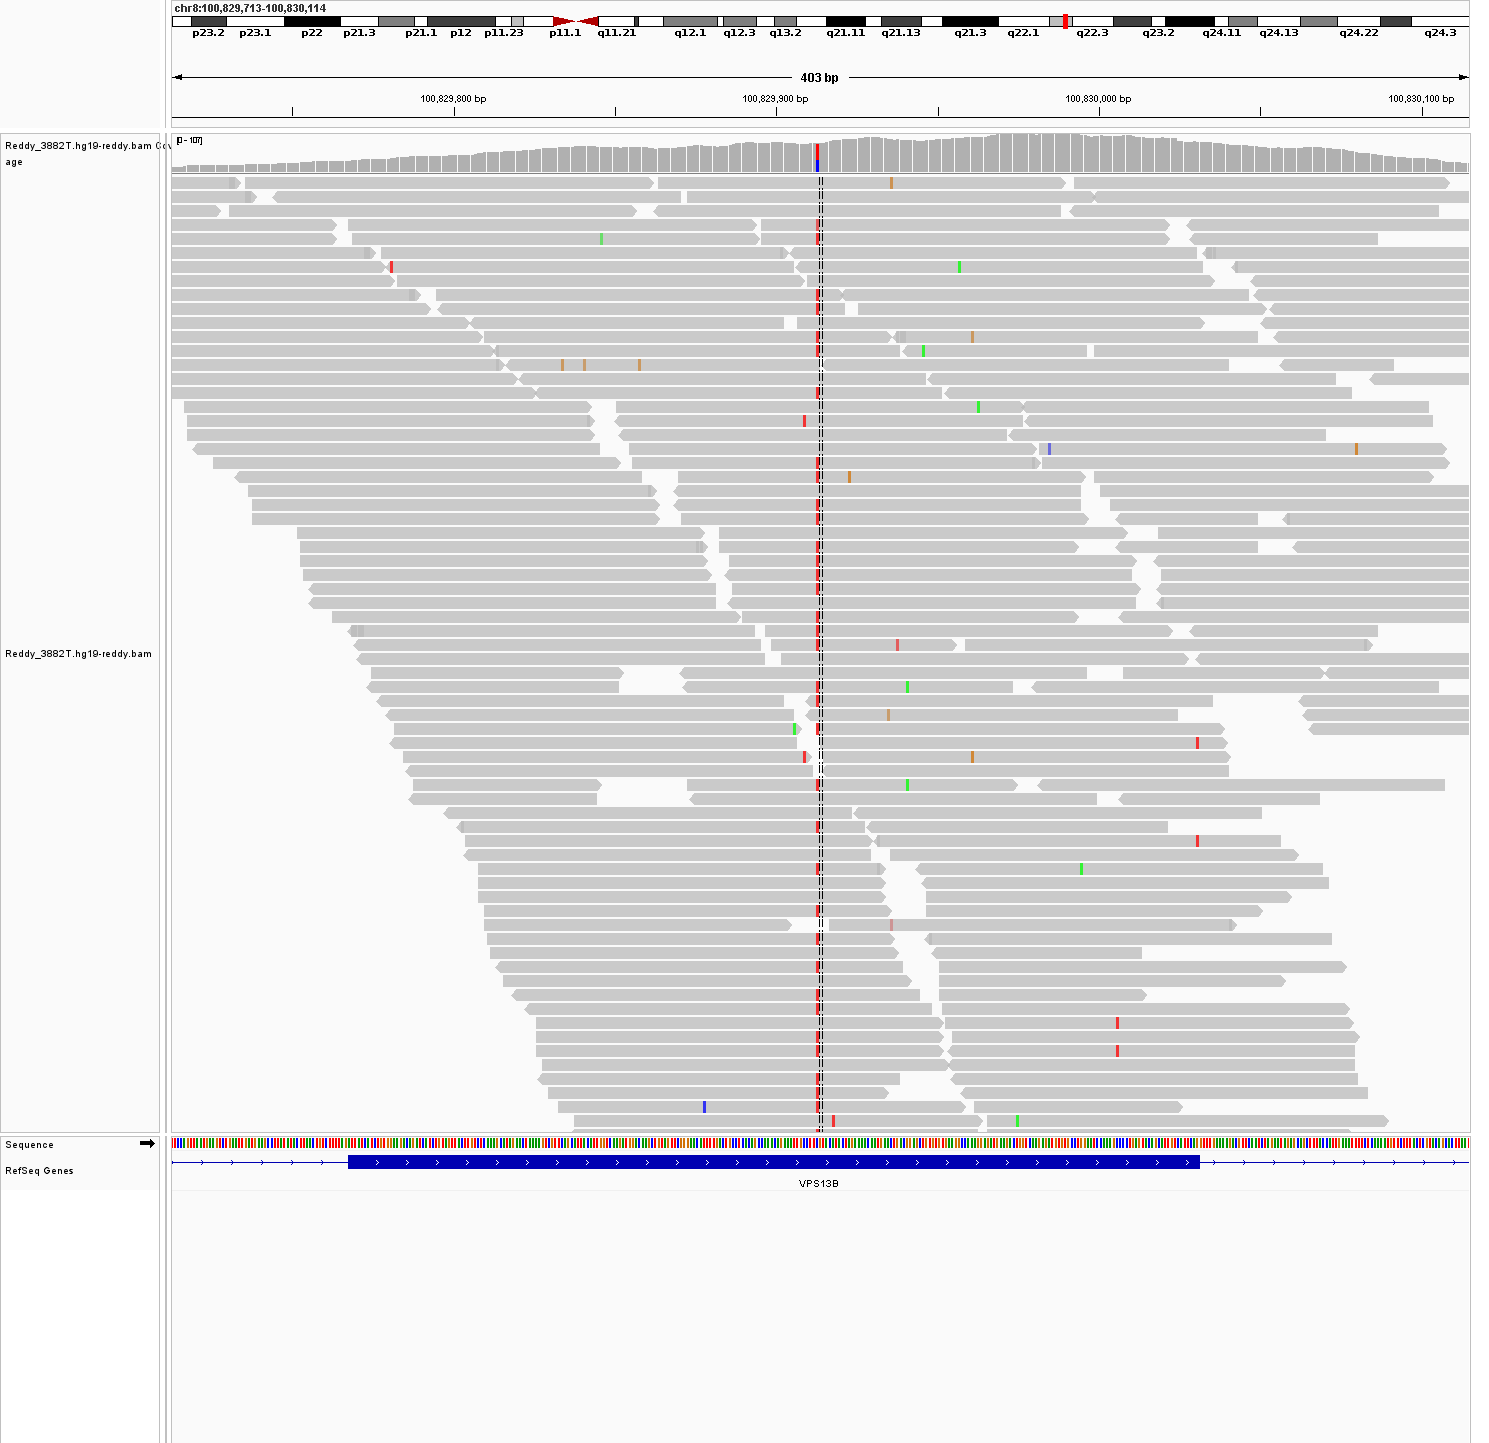 chr8:100,829,713-100,830,114
p23.2 p23.1 p22 p21.3 p21.1 p12 p11.23 p11.1 q11.21 q12.1 q12.3 q13.2 q21.11 q21.13 q21.3 q22.1 q22.3 q23.2 q24.11 q24.13 q24.22 q24.3
403 bp
100,829,800 bp 100,829,900 bp 100,830,000 bp 100,830,100 bp
[0 - 107]
Reddy_3882T.hg19-reddy.bam Cov
age
Reddy_3882T.hg19-reddy.bam
Sequence
RefSeq Genes
VPS13B